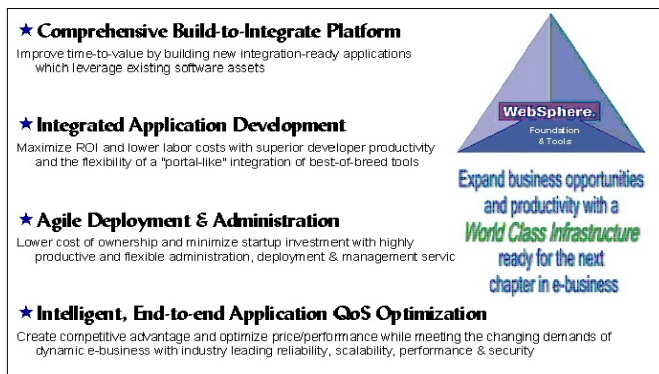 ★ Comprehensive Build-to-Integrate Platform
Improve time-to-value by building new integration-ready applications
which leverage existing software assets
★ Integrated Application Development
Maximize ROI and lower labor costs with superior developer productivity
and the flexibility of a "portal-like" integration of best-of-breed tools
★ Agile Deployment & Administration
Lower cost of ownership and minimize startup investment with highly
productive and flexible administration, deployment & management servic
★ Intelligent, End-to-end Application QoS Optimization
Create competitive advantage and optimize price/performance while meeting the changing demands of
dynamic e-business with industry leading reliability, scalability, performance & security
WebSphere.
Foundation
& Tools
Expand business opportunities
and productivity with a
World Class Infrastructure
ready for the next
chapter in e-business